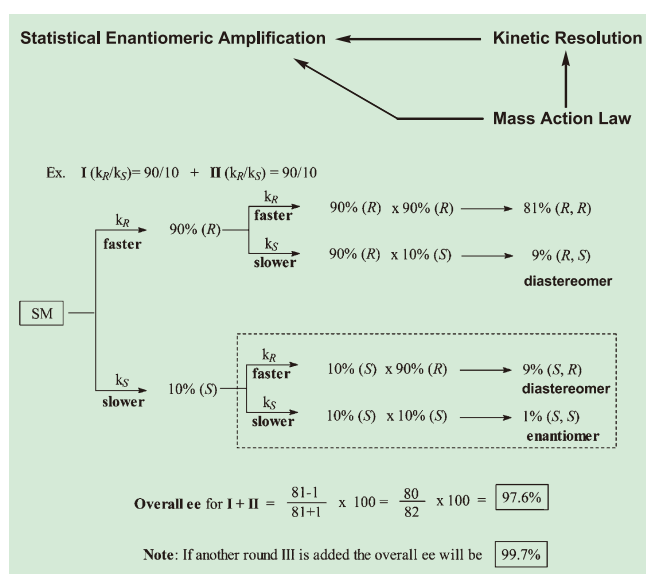 Statistical Enantiomeric Amplification
Kinetic Resolution
Mass Action Law
Ex. I (kR/kS)= 90/10 + II (kR/kS) = 90/10
kR
faster
90% (R) x 90% (R)
81% (R, R)
kR
faster
90% (R)
kS
slower
90% (R) x 10% (S)
9% (R, S)
diastereomer
SM
kS
slower
10% (S)
kR
faster
10% (S) x 90% (R)
9% (S, R)
diastereomer
kS
slower
10% (S) x 10% (S)
1% (S, S)
enantiomer
Overall ee for I + II = 81-1 / 81+1 x 100 = 80 / 82 x 100 = 97.6%
Note: If another round III is added the overall ee will be 99.7%